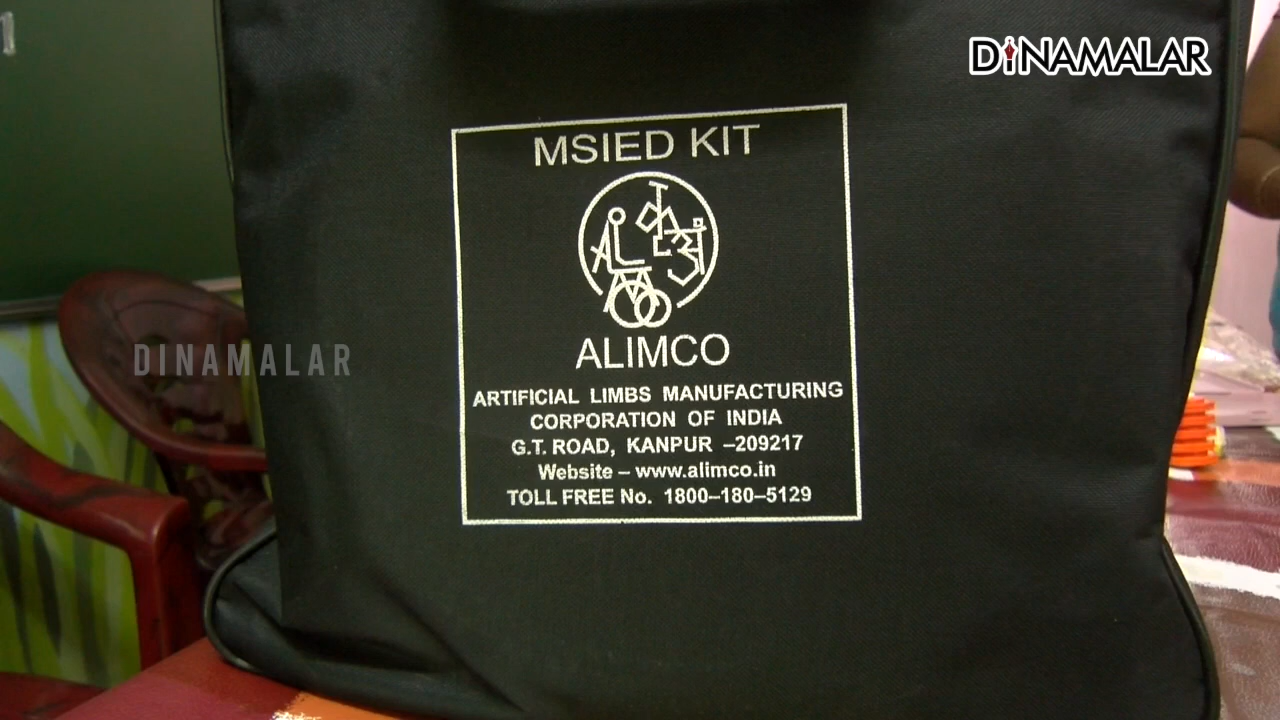 DINAMALAR
MSIED KIT
ALIMCO
ARTIFICIAL LIMBS MANUFACTURING
CORPORATION OF INDIA
G.T. ROAD, KANPUR –209217
Website – www.alimco.in
TOLL FREE No. 1800–180–5129
DINAMALAR